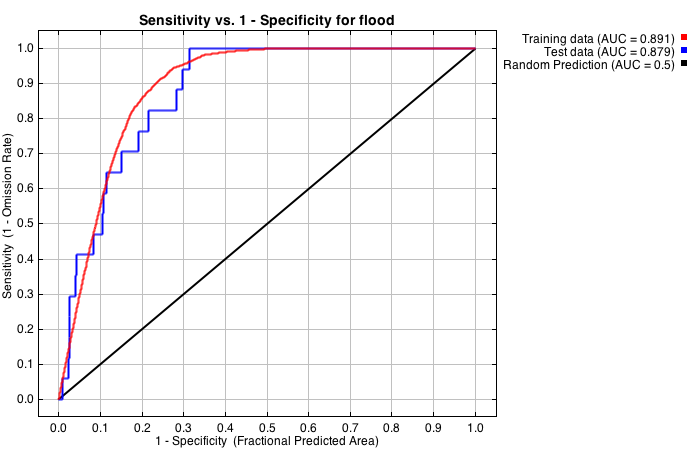 Sensitivity vs. 1 - Specificity for flood
Training data (AUC = 0.891)
Test data (AUC = 0.879)
Random Prediction (AUC = 0.5)
Sensitivity (1 - Omission Rate)
1.0
0.9
0.8
0.7
0.6
0.5
0.4
0.3
0.2
0.1
0.0
0.0 0.1 0.2 0.3 0.4 0.5 0.6 0.7 0.8 0.9 1.0
1 - Specificity (Fractional Predicted Area)